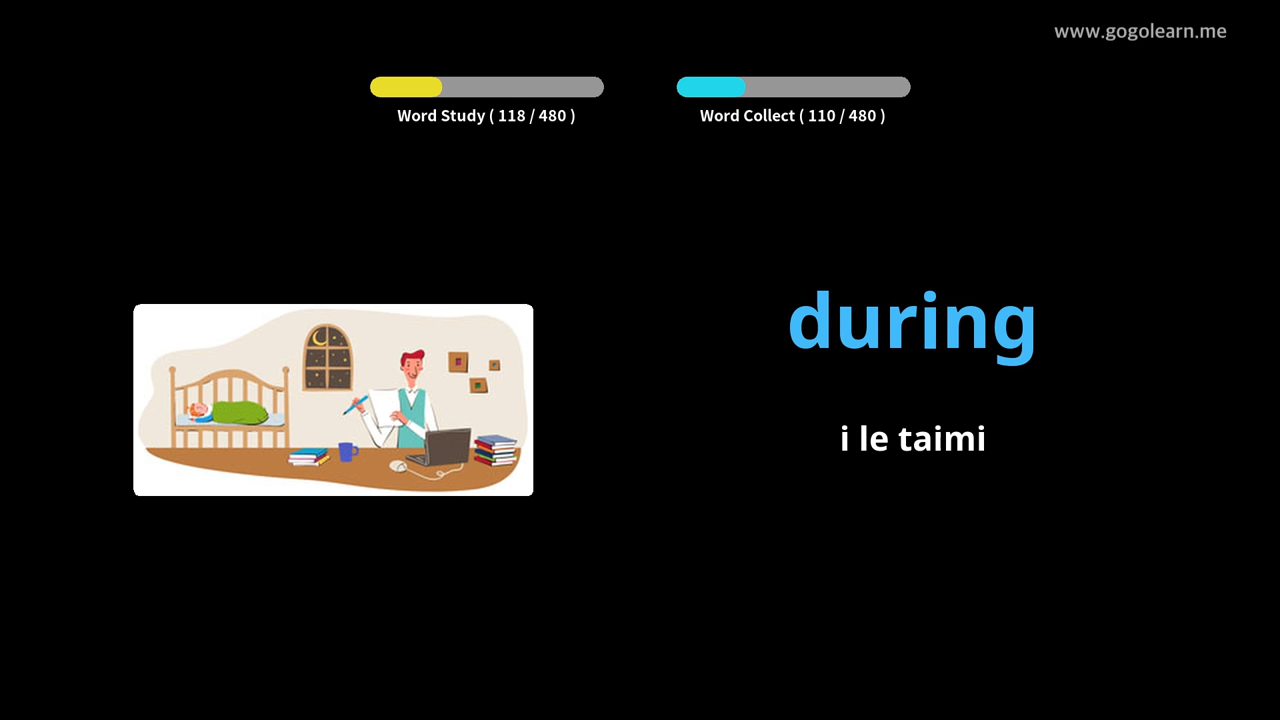 www.gogolearn.me
Word Study ( 118 / 480 )
Word Collect ( 110 / 480 )
during
i le taimi